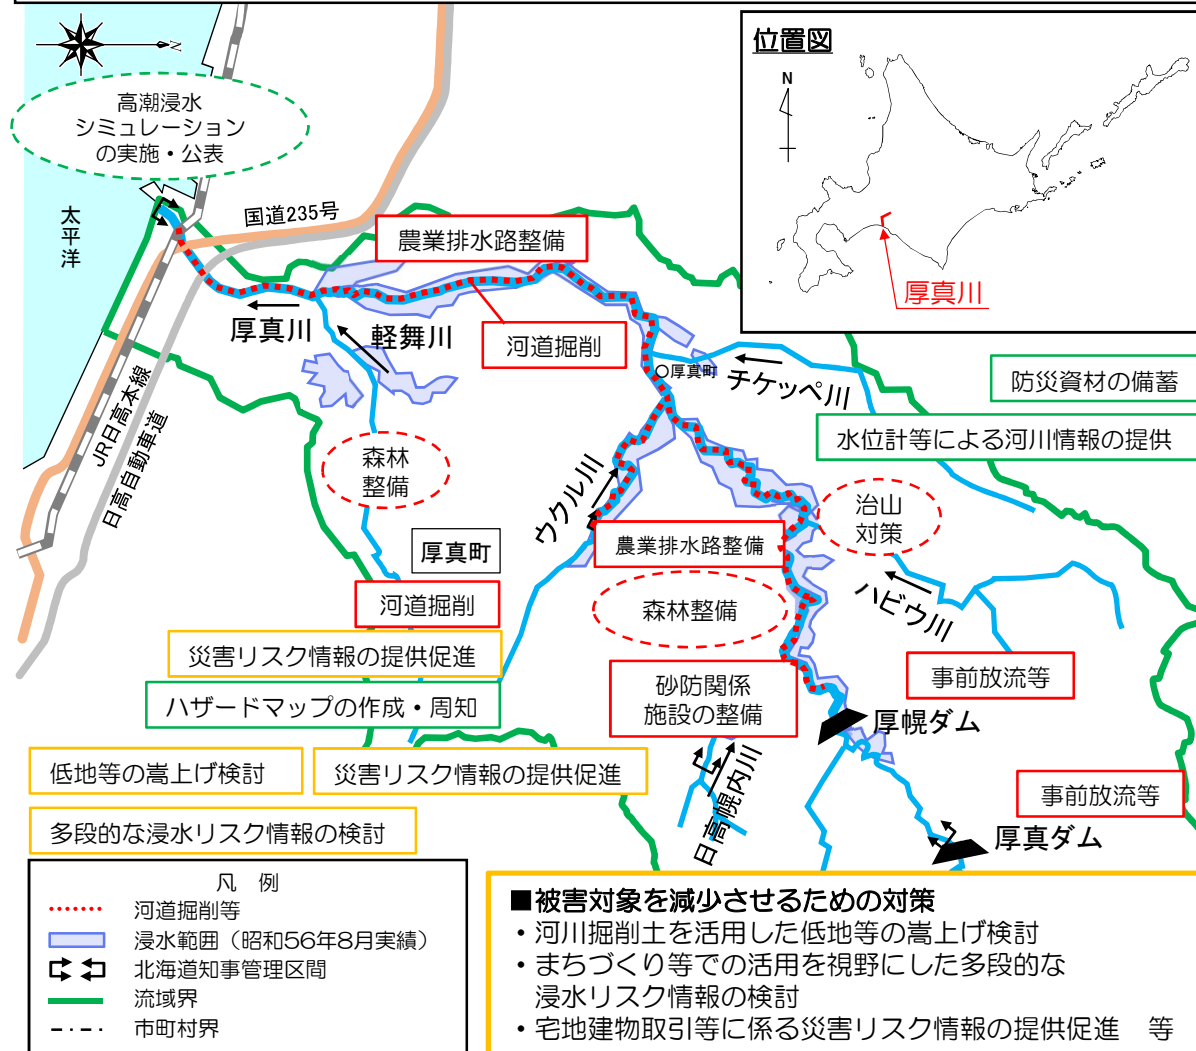 N
高潮浸水
シミュレーション
の実施・公表
太平洋
国道235号
農業排水路整備
位置図
N
厚真川
厚真川
軽舞川
河道掘削
厚真町
チケッペ川
防災資材の備蓄
水位計等による河川情報の提供
JR日高本線
日高自動車道
森林
整備
ウクル川
治山
対策
厚真町
農業排水路整備
河道掘削
森林整備
ハビウ川
災害リスク情報の提供促進
砂防関係
施設の整備
事前放流等
ハザードマップの作成・周知
厚幌ダム
低地等の嵩上げ検討
災害リスク情報の提供促進
日高幌内川
事前放流等
多段的な浸水リスク情報の検討
厚真ダム
凡 例
河道掘削等
浸水範囲（昭和56年8月実績）
北海道知事管理区間
流域界
市町村界
■被害対象を減少させるための対策
・河川掘削土を活用した低地等の嵩上げ検討
・まちづくり等での活用を視野にした多段的な
浸水リスク情報の検討
・宅地建物取引等に係る災害リスク情報の提供促進 等